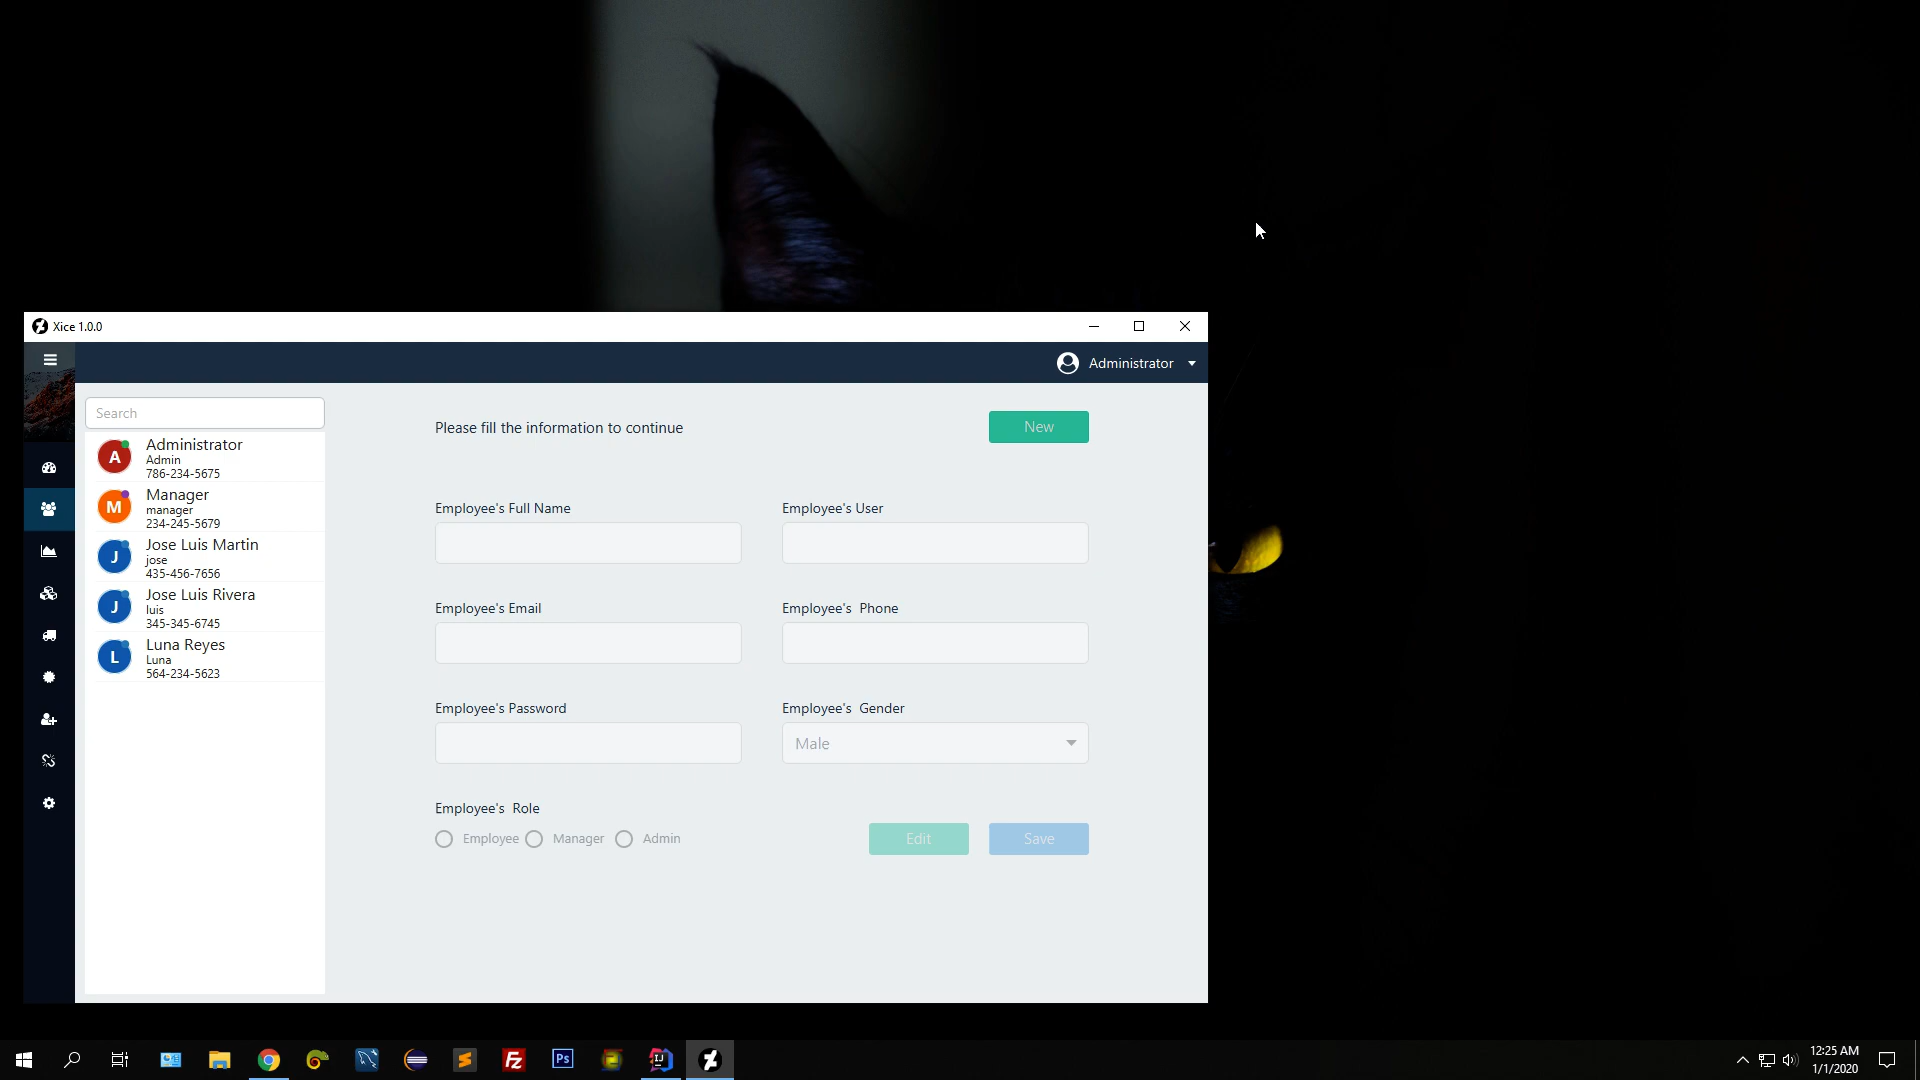 Xice 1.0.0
Administrator
Search
Please fill the information to continue
New
A
Administrator
Admin
786-234-5675
M
Manager
manager
234-245-5679
J
Jose Luis Martin
jose
435-456-7656
J
Jose Luis Rivera
luis
345-345-6745
L
Luna Reyes
Luna
564-234-5623
Employee's Full Name
Employee's User
Employee's Email
Employee's  Phone
Employee's Password
Employee's  Gender
Male
Employee's  Role
Employee
Manager
Admin
Edit
Save
Fz
Ps
IJ
12:25 AM
1/1/2020